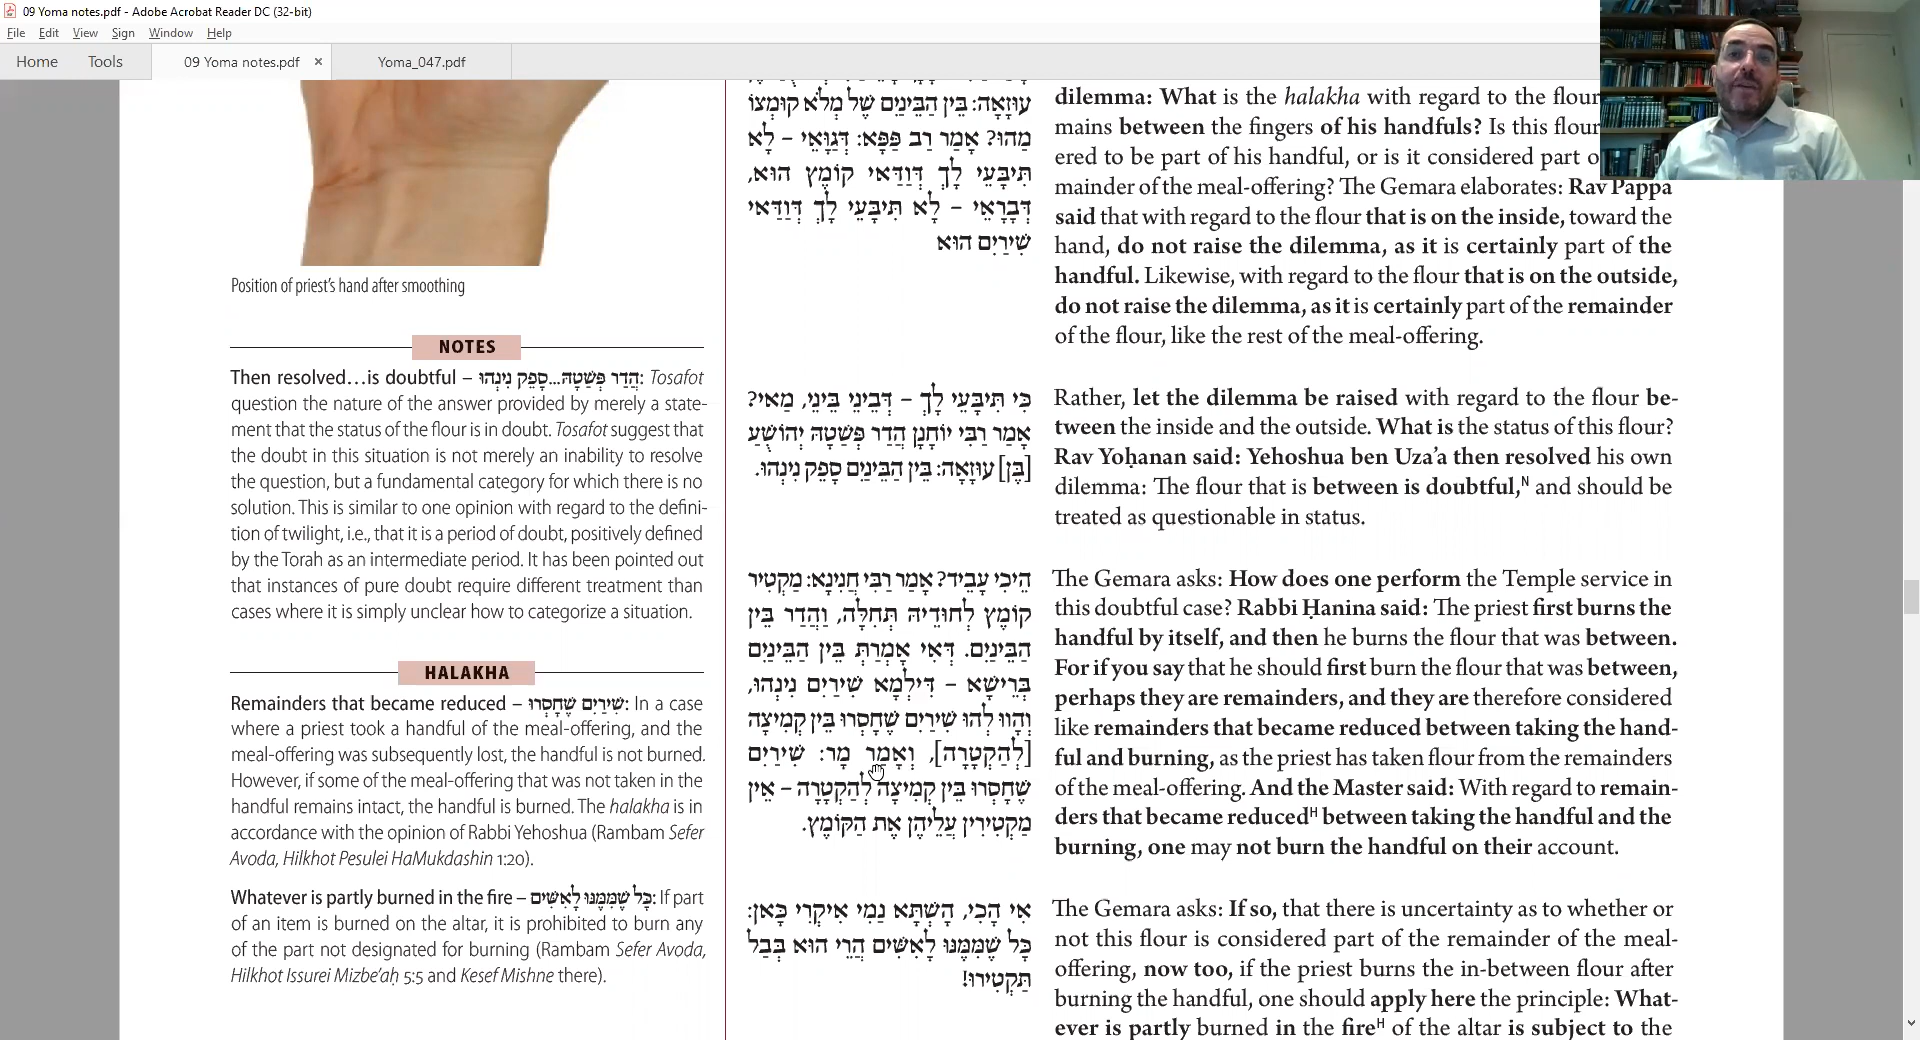 09 Yoma notes.pdf - Adobe Acrobat Reader DC (32-bit)
File Edit View Sign Window Help
Home Tools 09 Yoma notes.pdf × Yoma_047.pdf
Position of priest's hand after smoothing
NOTES
Then resolved…is doubtful – הֲדַר פְּשַׁטָהּ...סָפֵק נִינְהוּ: Tosafot
question the nature of the answer provided by merely a state-
ment that the status of the flour is in doubt. Tosafot suggest that
the doubt in this situation is not merely an inability to resolve
the question, but a fundamental category for which there is no
solution. This is similar to one opinion with regard to the defini-
tion of twilight, i.e., that it is a period of doubt, positively defined
by the Torah as an intermediate period. It has been pointed out
that instances of pure doubt require different treatment than
cases where it is simply unclear how to categorize a situation.
HALAKHA
Remainders that became reduced – שִׁירַיִם שֶׁחָסְרוּ: In a case
where a priest took a handful of the meal-offering, and the
meal-offering was subsequently lost, the handful is not burned.
However, if some of the meal-offering that was not taken in the
handful remains intact, the handful is burned. The halakha is in
accordance with the opinion of Rabbi Yehoshua (Rambam Sefer
Avoda, Hilkhot Pesulei HaMukdashin 1:20).
Whatever is partly burned in the fire – כׇּל שֶׁמִּמֶּנּוּ לָאִשִּׁים: If part
of an item is burned on the altar, it is prohibited to burn any
of the part not designated for burning (Rambam Sefer Avoda,
Hilkhot Issurei Mizbe'aḥ 5:5 and Kesef Mishne there).
עוּזָאָה: בֵּין הַבֵּינַיִם שֶׁל מְלֹא קוּמְצוֹ
מַהוּ? אָמַר רַב פַּפָּא: דְּגַוָּאֵי – לָא
תִּיבָּעֵי לָךְ דְּוַדַּאי קוֹמֶץ הוּא,
דְּבָרָאֵי – לָא תִּיבָּעֵי לָךְ דְּוַדַּאי
שִׁירַיִם הוּא
כִּי תִּיבָּעֵי לָךְ – דְּבֵינֵי בֵּינֵי, מַאי?
אָמַר רַבִּי יוֹחָנָן הֲדַר פְּשַׁטָהּ יְהוֹשֻׁעַ
[בֶּן] עוּזָאָה: בֵּין הַבֵּינַיִם סָפֵק נִינְהוּ.
הֵיכִי עָבֵיד? אָמַר רַבִּי חֲנִינָא: מַקְטִיר
קוֹמֶץ לְחוּדֵיהּ תְּחִלָּה, וַהֲדַר בֵּין
הַבֵּינַיִם. דְּאִי אָמְרַתְּ בֵּין הַבֵּינַיִם
בְּרֵישָׁא – דִּילְמָא שִׁירַיִם נִינְהוּ,
וְהָווּ לְהוּ שִׁירַיִם שֶׁחָסְרוּ בֵּין קְמִיצָה
[לְהַקְטָרָה], וְאָמַר מָר: שִׁירַיִם
שֶׁחָסְרוּ בֵּין קְמִיצָה לְהַקְטָרָה – אֵין
מַקְטִירִין עֲלֵיהֶן אֶת הַקּוֹמֶץ.
אִי הָכִי, הַשְׁתָּא נַמֵי אִיקְּרִי כָּאן:
כׇּל שֶׁמִּמֶּנּוּ לָאִשִּׁים הֲרֵי הוּא בְּבַל
תַּקְטִירוּ!
dilemma: What is the halakha with regard to the flour
mains between the fingers of his handfuls? Is this flour
ered to be part of his handful, or is it considered part o
mainder of the meal-offering? The Gemara elaborates: Rav Pappa
said that with regard to the flour that is on the inside, toward the
hand, do not raise the dilemma, as it is certainly part of the
handful. Likewise, with regard to the flour that is on the outside,
do not raise the dilemma, as it is certainly part of the remainder
of the flour, like the rest of the meal-offering.
Rather, let the dilemma be raised with regard to the flour be-
tween the inside and the outside. What is the status of this flour?
Rav Yoḥanan said: Yehoshua ben Uza'a then resolved his own
dilemma: The flour that is between is doubtful,ᴺ and should be
treated as questionable in status.
The Gemara asks: How does one perform the Temple service in
this doubtful case? Rabbi Ḥanina said: The priest first burns the
handful by itself, and then he burns the flour that was between.
For if you say that he should first burn the flour that was between,
perhaps they are remainders, and they are therefore considered
like remainders that became reduced between taking the hand-
ful and burning, as the priest has taken flour from the remainders
of the meal-offering. And the Master said: With regard to remain-
ders that became reducedᴴ between taking the handful and the
burning, one may not burn the handful on their account.
The Gemara asks: If so, that there is uncertainty as to whether or
not this flour is considered part of the remainder of the meal-
offering, now too, if the priest burns the in-between flour after
burning the handful, one should apply here the principle: What-
ever is partly burned in the fireᴴ of the altar is subject to the